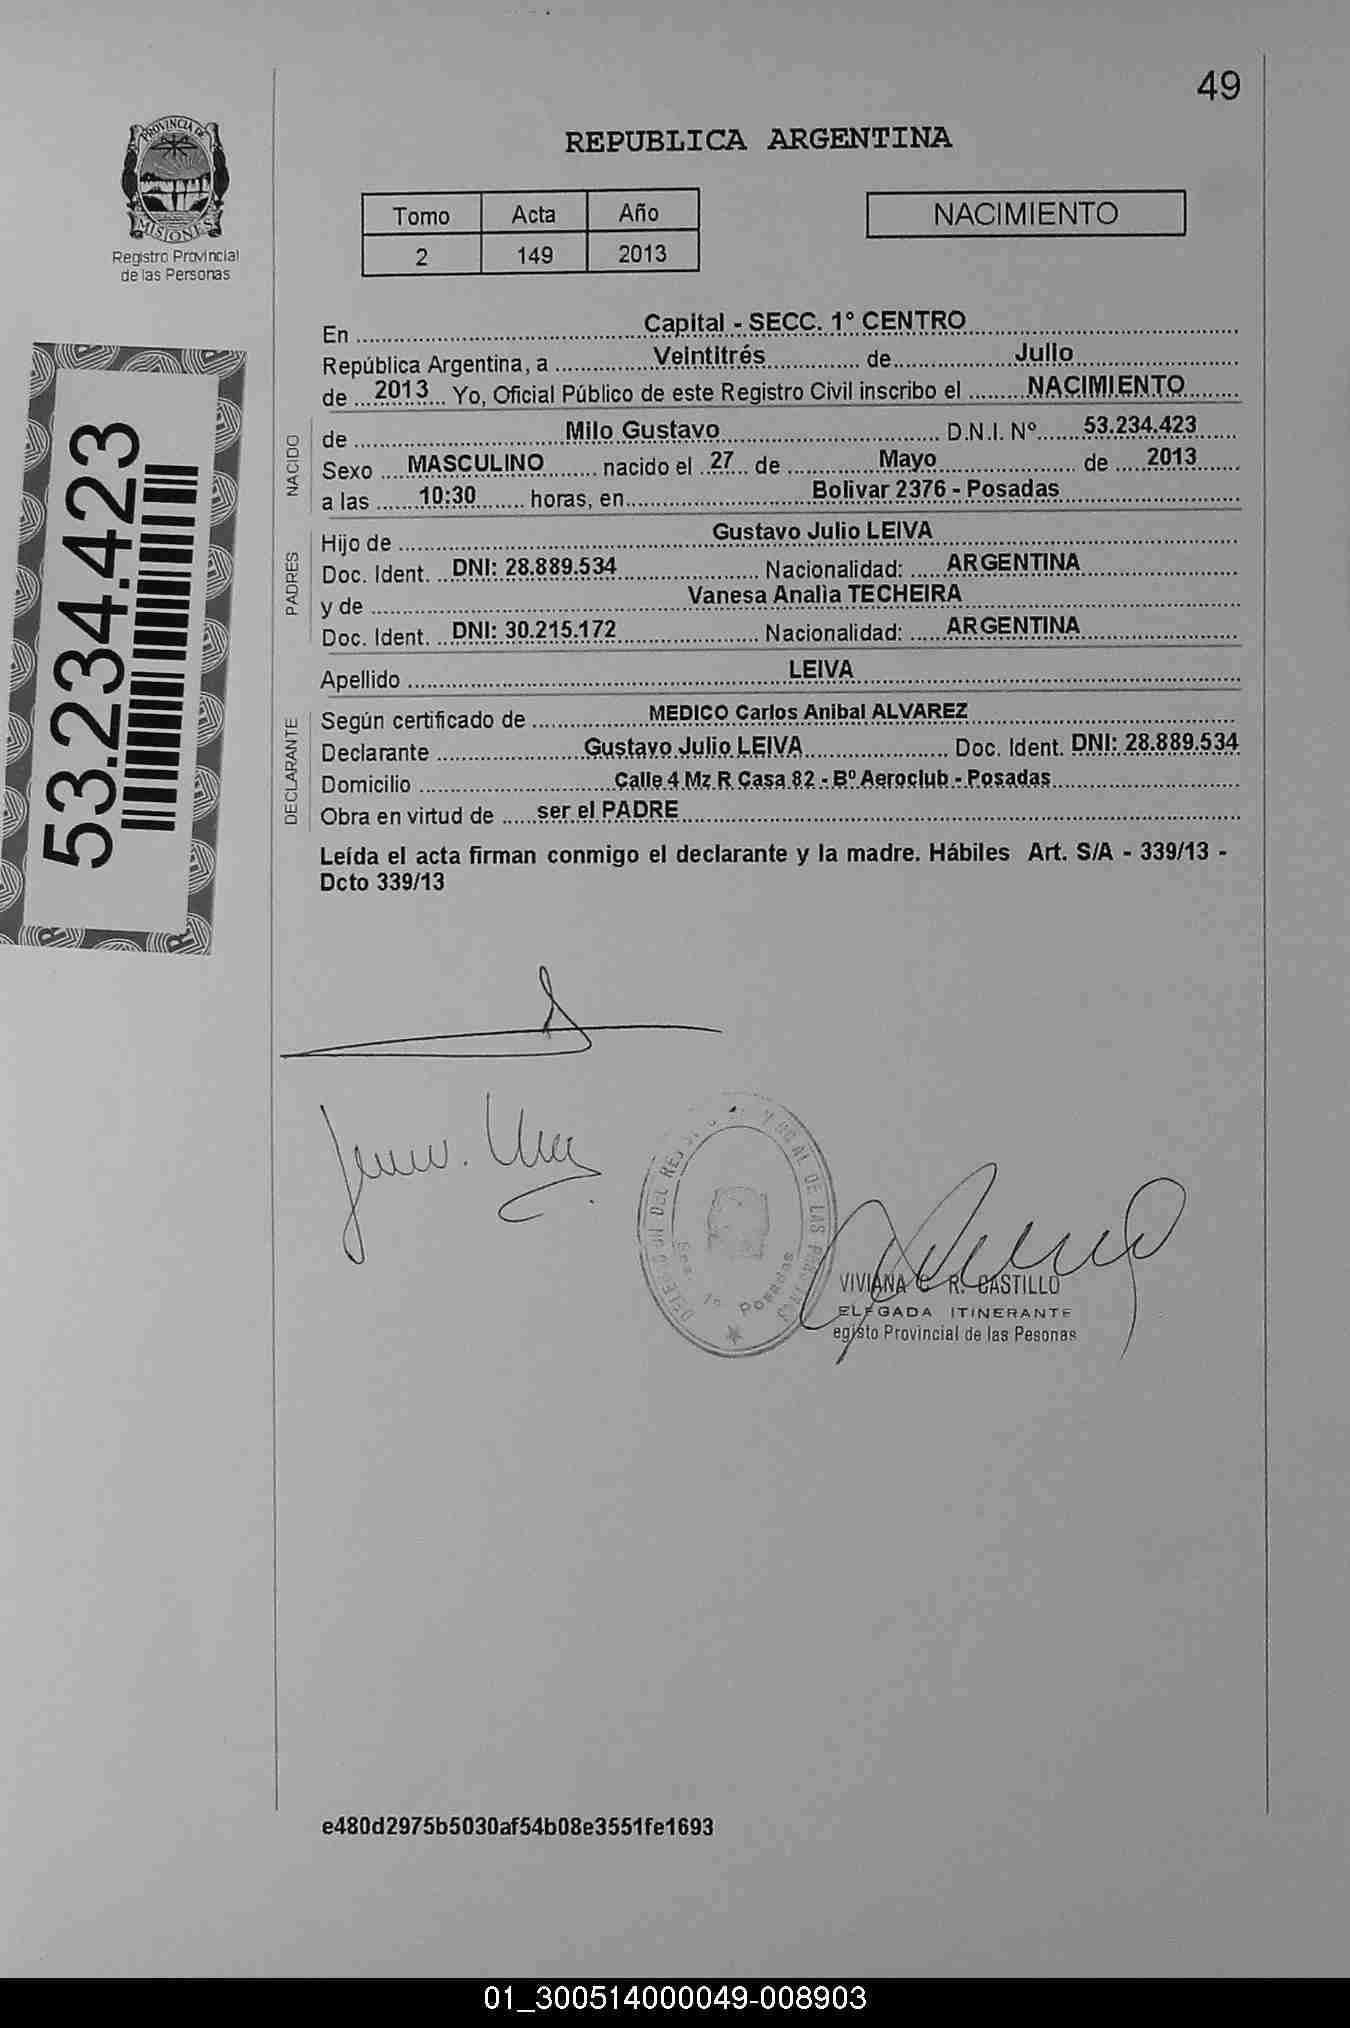 49
PROVINCIA DE
MISIONES
Registro Provincial
de las Personas
REPUBLICA ARGENTINA
Tomo Acta Año
2 149 2013
NACIMIENTO
53.234.423
En Capital - SECC. 1° CENTRO
República Argentina, a Veintitrés de Julio
de 2013 Yo, Oficial Público de este Registro Civil inscribo el NACIMIENTO
NACIDO
de Milo Gustavo D.N.I. Nº 53.234.423
Sexo MASCULINO nacido el 27 de Mayo de 2013
a las 10:30 horas, en Bolivar 2376 - Posadas
PADRES
Hijo de Gustavo Julio LEIVA
Doc. Ident. DNI: 28.889.534 Nacionalidad: ARGENTINA
y de Vanesa Analia TECHEIRA
Doc. Ident. DNI: 30.215.172 Nacionalidad: ARGENTINA
Apellido LEIVA
DECLARANTE
Según certificado de MEDICO Carlos Anibal ALVAREZ
Declarante Gustavo Julio LEIVA Doc. Ident. DNI: 28.889.534
Domicilio Calle 4 Mz R Casa 82 - Bº Aeroclub - Posadas
Obra en virtud de ser el PADRE
Leída el acta firman conmigo el declarante y la madre. Hábiles Art. S/A - 339/13 -
Dcto 339/13
DEL DE LAS
1º Posadas
VIVIANA C R. CASTILLO
ELEGADA ITINERANTE
egisto Provincial de las Pesonas
e480d2975b5030af54b08e3551fe1693
01_300514000049-008903